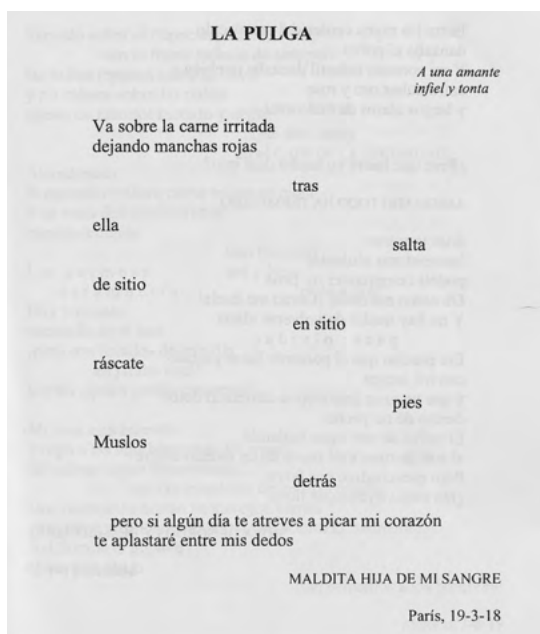 LA PULGA
A una amante
infiel y tonta
Va sobre la carne irritada
dejando manchas rojas
tras
ella
salta
de sitio
en sitio
ráscate
pies
Muslos
detrás
pero si algún día te atreves a picar mi corazón
te aplastaré entre mis dedos
MALDITA HIJA DE MI SANGRE
París, 19-3-18